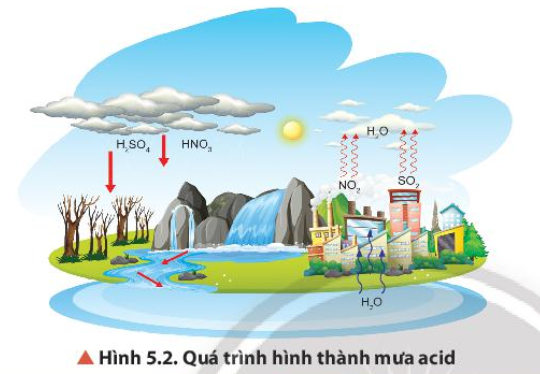 H₂O
H₂SO₄ HNO₃
NO₂ SO₂
H₂O
▲ Hình 5.2. Quá trình hình thành mưa acid